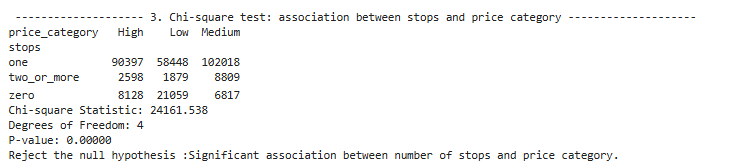 -------------------- 3. Chi-square test: association between stops and price category --------------------
price_category   High    Low  Medium
stops
one             90397  58448  102018
two_or_more      2598   1879    8809
zero             8128  21059    6817
Chi-square Statistic: 24161.538
Degrees of Freedom: 4
P-value: 0.00000
Reject the null hypothesis :Significant association between number of stops and price category.